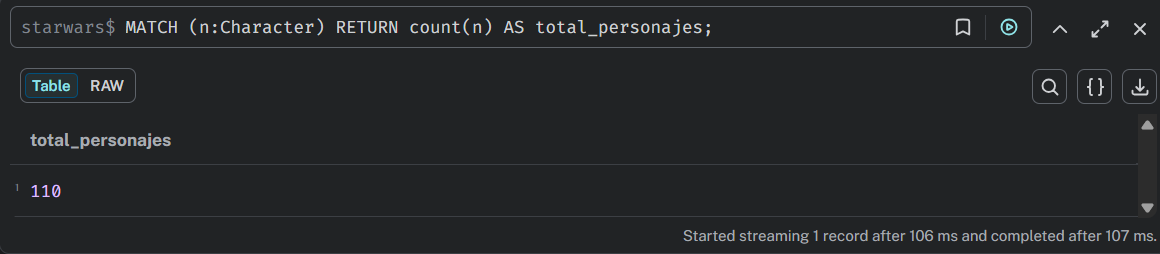 starwars$ MATCH (n:Character) RETURN count(n) AS total_personajes;
Table RAW
{}
total_personajes
1 110
Started streaming 1 record after 106 ms and completed after 107 ms.